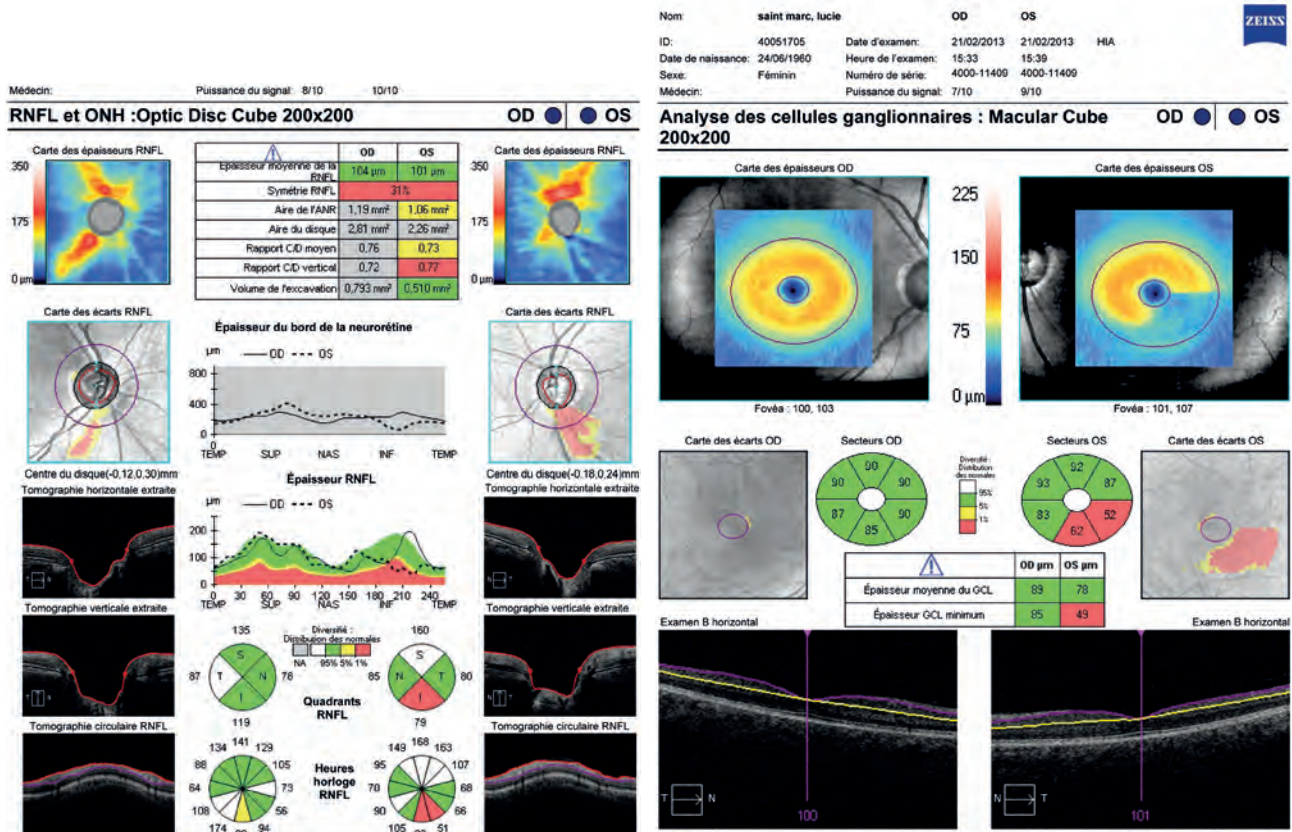 Médecin: Puissance du signal: 8/10 10/10
RNFL et ONH :Optic Disc Cube 200x200 OD OS
Carte des épaisseurs RNFL
350
175
0 µm
OD OS
Épaisseur moyenne de la RNFL 104 µm 101 µm
Symétrie RNFL 31%
Aire de l'ANR 1,19 mm² 1,06 mm²
Aire du disque 2,81 mm² 2,26 mm²
Rapport C/D moyen 0,76 0,73
Rapport C/D vertical 0,72 0,77
Volume de l'excavation 0,793 mm² 0,510 mm²
Carte des épaisseurs RNFL
350
175
0 µm
Carte des écarts RNFL
Centre du disque(-0,12,0,30)mm
Épaisseur du bord de la neurorétine
µm OD OS
800
400
0
0
TEMP SUP NAS INF TEMP
Carte des écarts RNFL
Centre du disque(-0.18,0.24)mm
Tomographie horizontale extraite
T N
Épaisseur RNFL
µm OD OS
200
100
0
0 30 60 90 120 150 180 210 240
TEMP SUP NAS INF TEMP
Tomographie horizontale extraite
N T
Tomographie verticale extraite
I S
Tomographie verticale extraite
I S
135
S
87 T N 78
I
119
Diversifié :
Distribution des normales
NA 95% 5% 1%
Quadrants
RNFL
160
S
85 N T 80
I
79
Tomographie circulaire RNFL
134 141 129
88 105
64 73
108 56
174 94
Heures
horloge
RNFL
149 168 163
95 107
70 68
90 66
105 51
Tomographie circulaire RNFL
Nom: saint marc, lucie OD OS
ID: 40051705 Date d'examen: 21/02/2013 21/02/2013 HIA
Date de naissance: 24/06/1960 Heure de l'examen: 15:33 15:39
Sexe: Féminin Numéro de série: 4000-11409 4000-11409
Médecin: Puissance du signal: 7/10 9/10
ZEISS
Analyse des cellules ganglionnaires : Macular Cube OD OS
200x200
Carte des épaisseurs OD
Fovéa : 100, 103
225
150
75
0 µm
Carte des épaisseurs OS
Fovéa : 101, 107
Carte des écarts OD
Secteurs OD
90
90 90
87 90
85
Diversifié :
Distribution
des normales
95%
5%
1%
Secteurs OS
92
93 87
83 52
62
Carte des écarts OS
OD µm OS µm
Épaisseur moyenne du GCL 89 78
Épaisseur GCL minimum 85 49
Examen B horizontal
T N
100
Examen B horizontal
N T
101